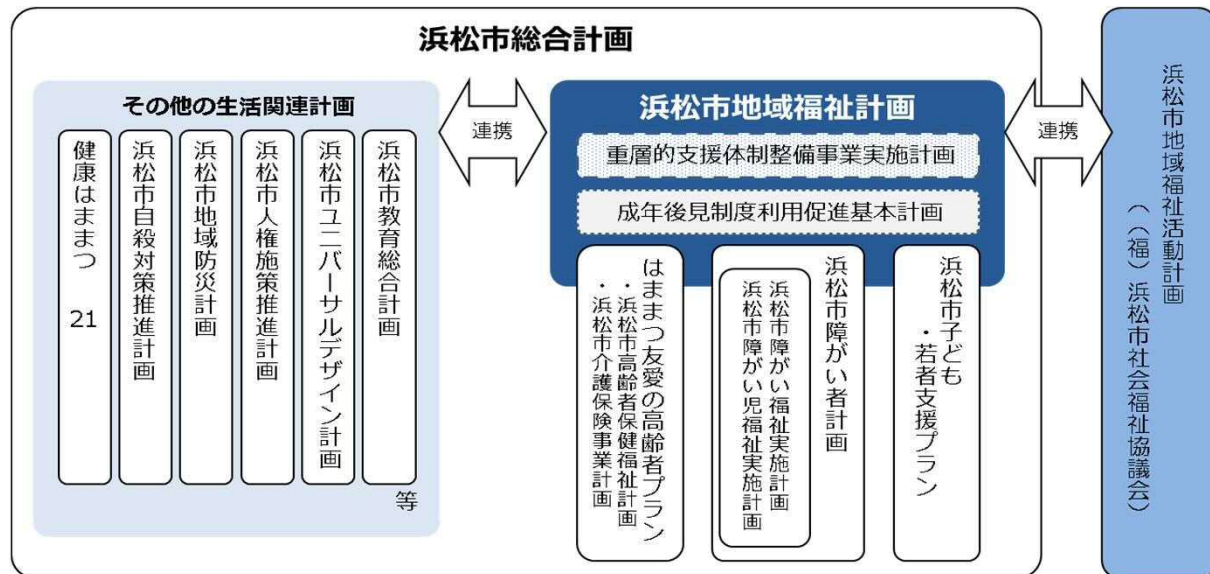 浜松市総合計画
その他の生活関連計画
健康はままつ 21
浜松市自殺対策推進計画
浜松市地域防災計画
浜松市人権施策推進計画
浜松市ユニバーサルデザイン計画
浜松市教育総合計画
等
連携
浜松市地域福祉計画
重層的支援体制整備事業実施計画
成年後見制度利用促進基本計画
はままつ友愛の高齢者プラン
・浜松市高齢者保健福祉計画
・浜松市介護保険事業計画
浜松市障がい者計画
浜松市障がい福祉実施計画
浜松市障がい児福祉実施計画
浜松市子ども
・若者支援プラン
連携
浜松市地域福祉活動計画
（（福）浜松市社会福祉協議会）